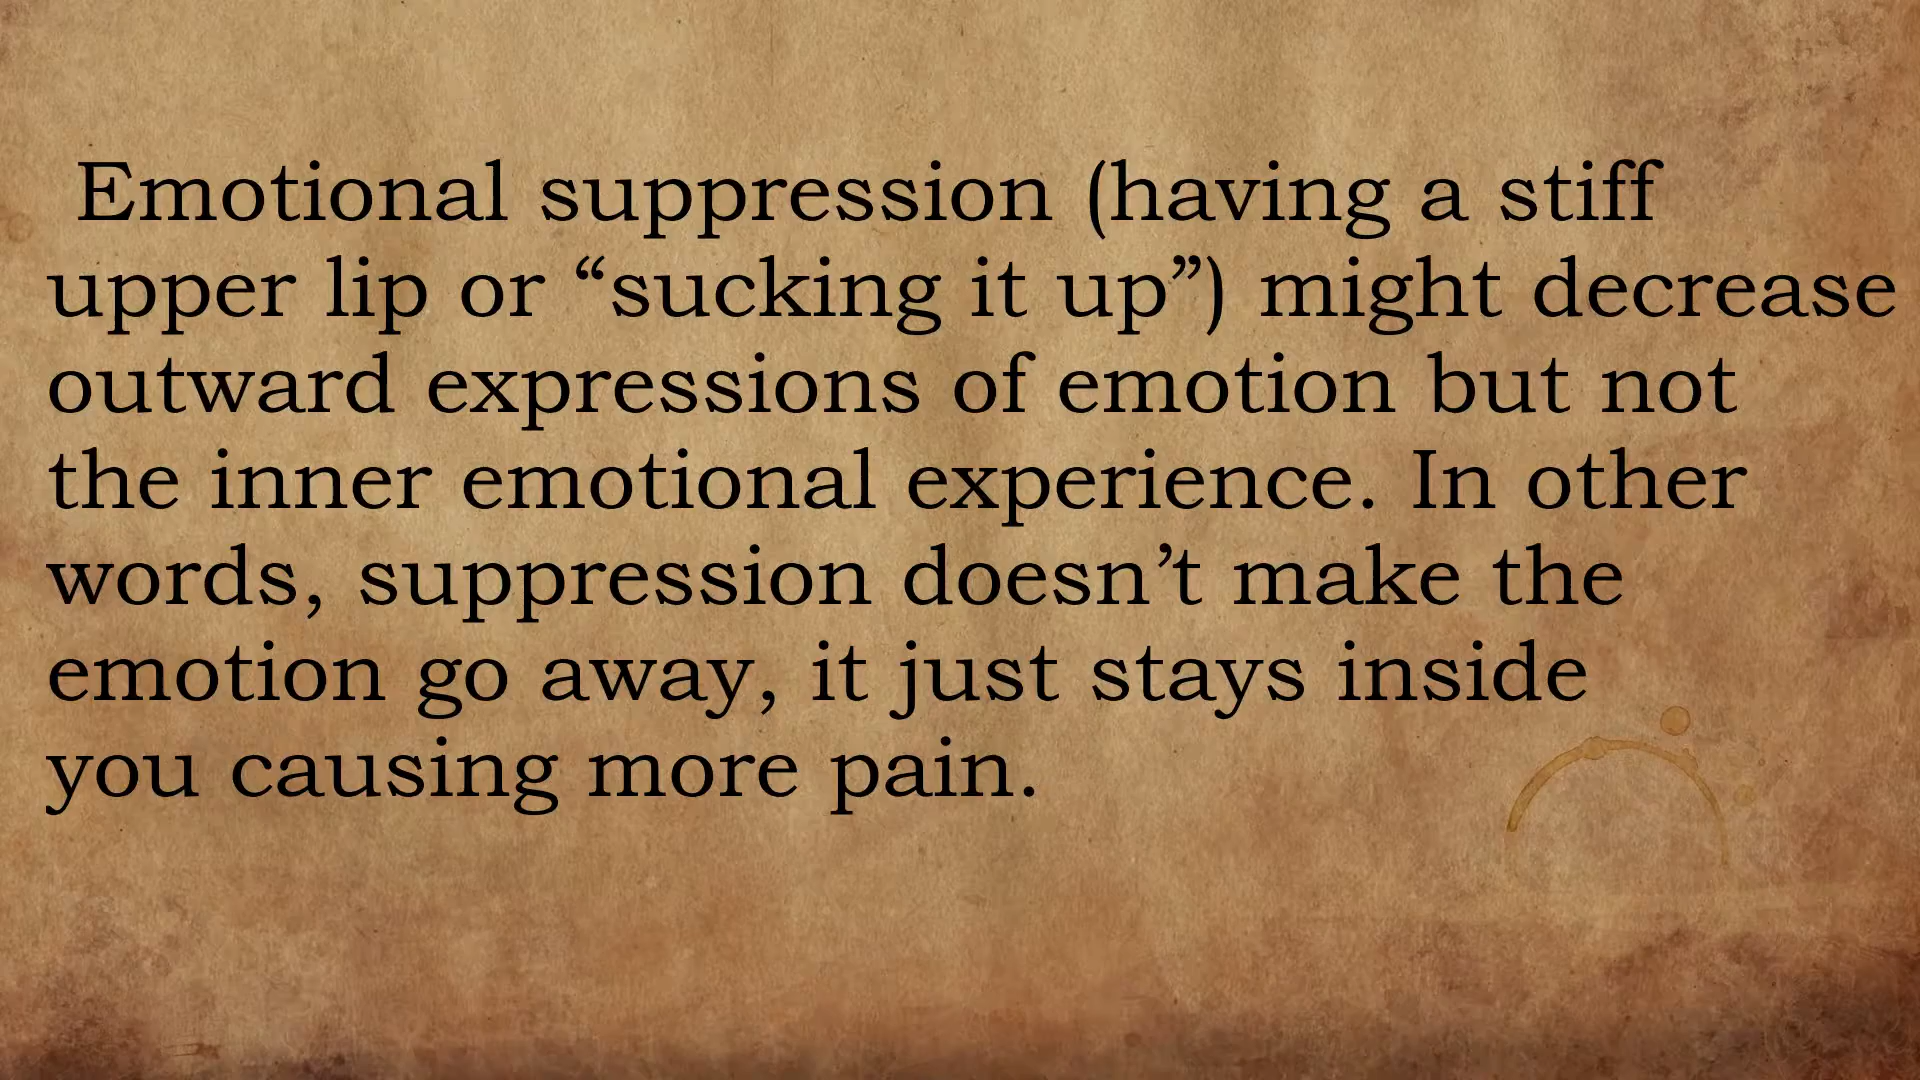 Emotional suppression (having a stiff
upper lip or “sucking it up”) might decrease
outward expressions of emotion but not
the inner emotional experience. In other
words, suppression doesn’t make the
emotion go away, it just stays inside
you causing more pain.